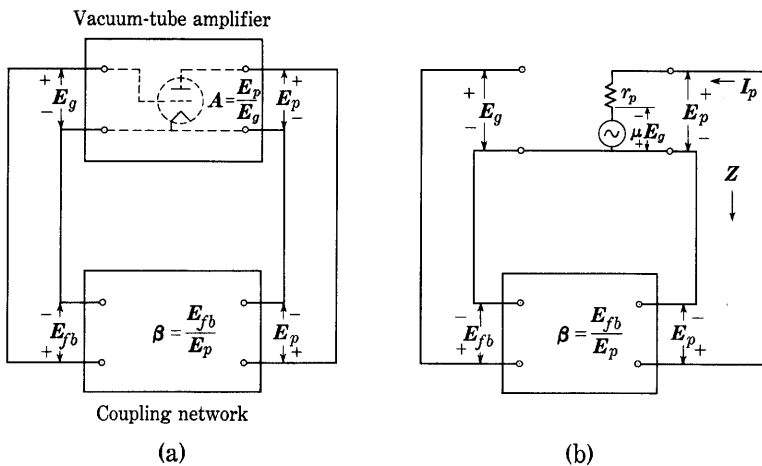 Vacuum-tube amplifier
+
E_g
−
A = E_p/E_g
+
E_p
−
−
E_fb
+
β = E_fb/E_p
−
E_p
+
Coupling network
(a)
+
E_g
−
r_p
−
μE_g
+
+
E_p
−
I_p
Z
−
E_fb
+
β = E_fb/E_p
−
E_p
+
(b)